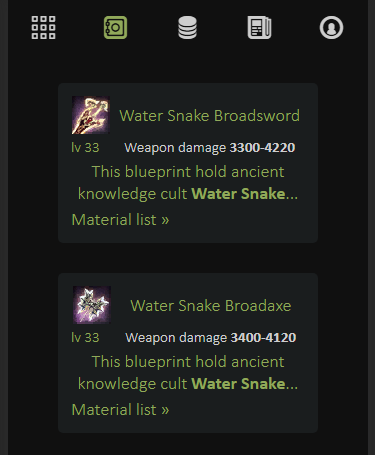 Water Snake Broadsword
lv 33 Weapon damage 3300-4220
This blueprint hold ancient
knowledge cult Water Snake...
Material list »
Water Snake Broadaxe
lv 33 Weapon damage 3400-4120
This blueprint hold ancient
knowledge cult Water Snake...
Material list »